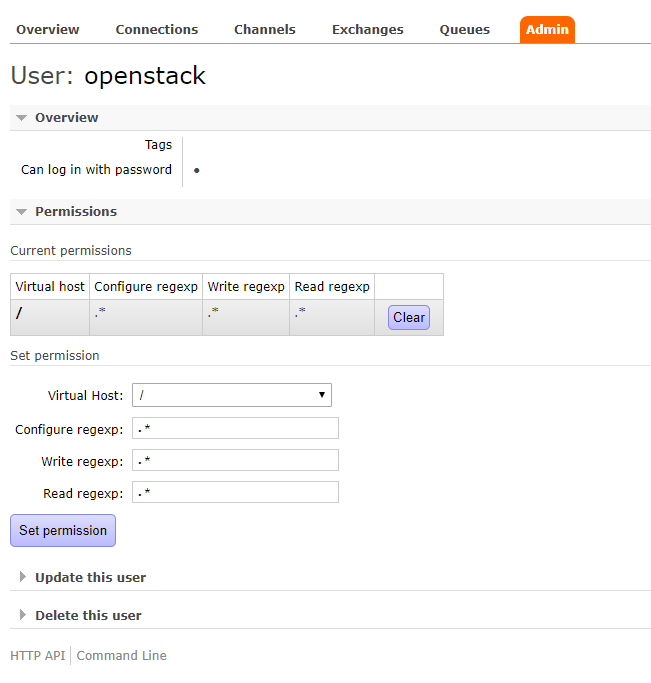 Overview Connections Channels Exchanges Queues Admin
User: openstack
Overview
Tags
Can log in with password •
Permissions
Current permissions
Virtual host Configure regexp Write regexp Read regexp
/ .* .* .* Clear
Set permission
Virtual Host: /
Configure regexp: .*
Write regexp: .*
Read regexp: .*
Set permission
Update this user
Delete this user
HTTP API Command Line